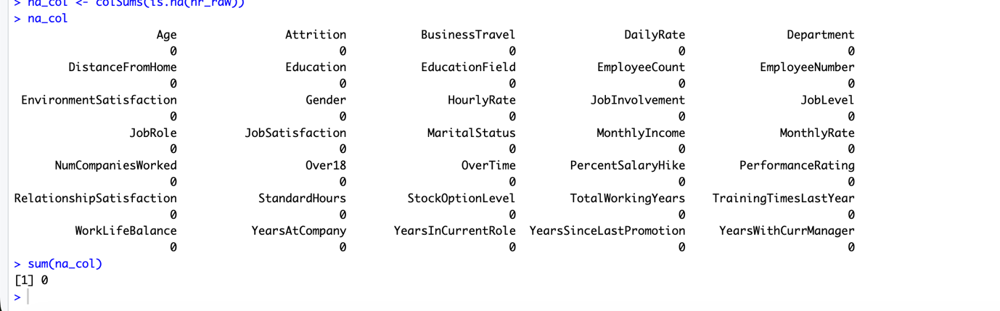 > na_col <- colSums(is.na(hr_raw))
> na_col
Age Attrition BusinessTravel DailyRate Department
0 0 0 0 0
DistanceFromHome Education EducationField EmployeeCount EmployeeNumber
0 0 0 0 0
EnvironmentSatisfaction Gender HourlyRate JobInvolvement JobLevel
0 0 0 0 0
JobRole JobSatisfaction MaritalStatus MonthlyIncome MonthlyRate
0 0 0 0 0
NumCompaniesWorked Over18 OverTime PercentSalaryHike PerformanceRating
0 0 0 0 0
RelationshipSatisfaction StandardHours StockOptionLevel TotalWorkingYears TrainingTimesLastYear
0 0 0 0 0
WorkLifeBalance YearsAtCompany YearsInCurrentRole YearsSinceLastPromotion YearsWithCurrManager
0 0 0 0 0
> sum(na_col)
[1] 0
>